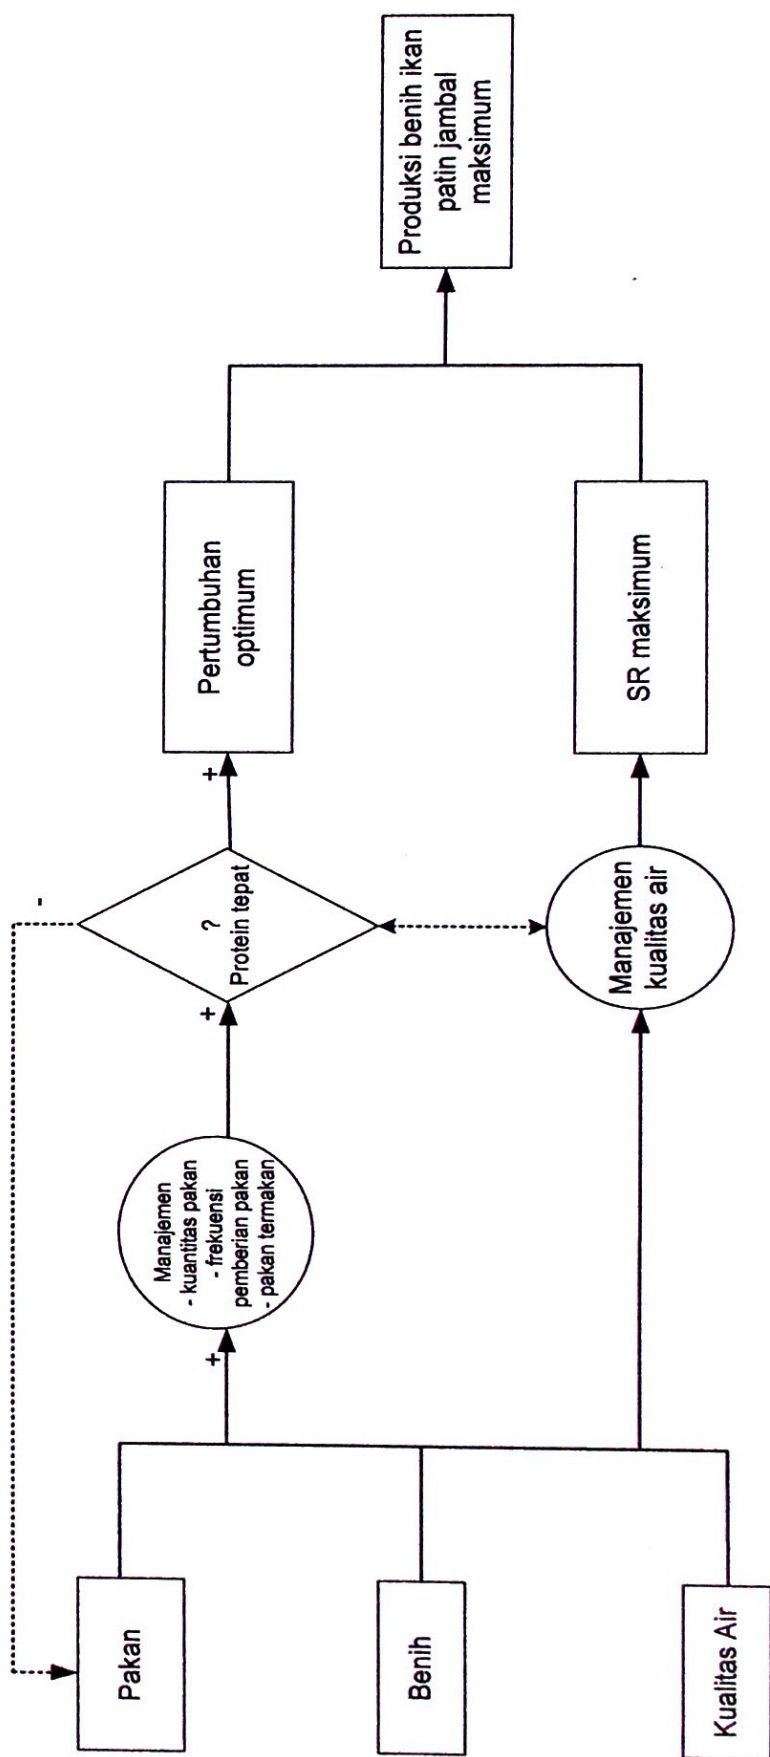 Pakan
Benih
Kualitas Air
+
Manajemen
- kuantitas pakan
- frekuensi
pemberian pakan
- pakan termakan
+
?
Protein tepat
-
+
Manajemen
kualitas air
Pertumbuhan
optimum
SR maksimum
Produksi benih ikan
patin jambal
maksimum